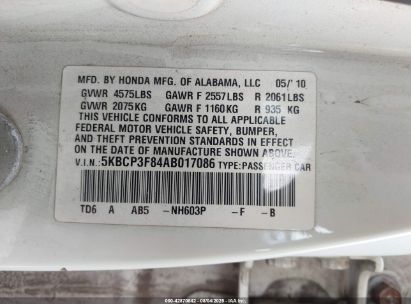 MFD. BY HONDA MFG. OF ALABAMA, LLC 05/'10
GVWR 4575LBS GAWR F 2557LBS R 2061LBS
GVWR 2075KG GAWR F 1160KG R 935 KG
THIS VEHICLE CONFORMS TO ALL APPLICABLE
FEDERAL MOTOR VEHICLE SAFETY, BUMPER,
AND THEFT PREVENTION STANDARDS IN EFFECT
ON THE DATE OF MANUFACTURE SHOWN ABOVE.
V.I.N.: 5KBCP3F84AB017086 TYPE:PASSENGER CAR
TD6 A AB5 -NH603P -F -B